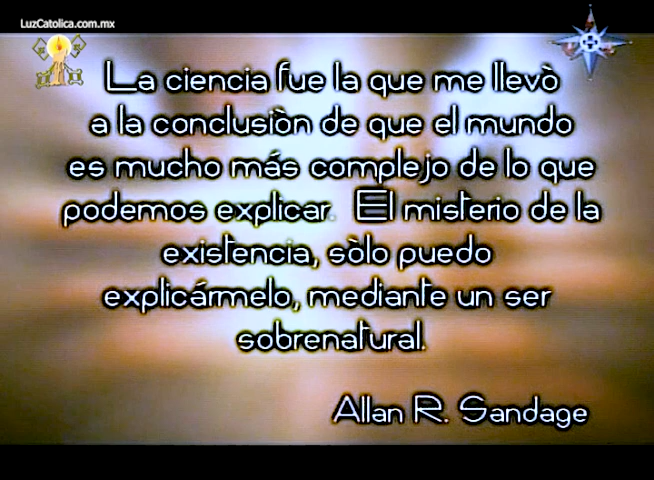 LuzCatolica.com.mx
La ciencia fue la que me llevò
a la conclusiòn de que el mundo
es mucho más complejo de lo que
podemos explicar.  El misterio de la
existencia, sòlo puedo
explicármelo, mediante un ser
sobrenatural.
Allan R. Sandage